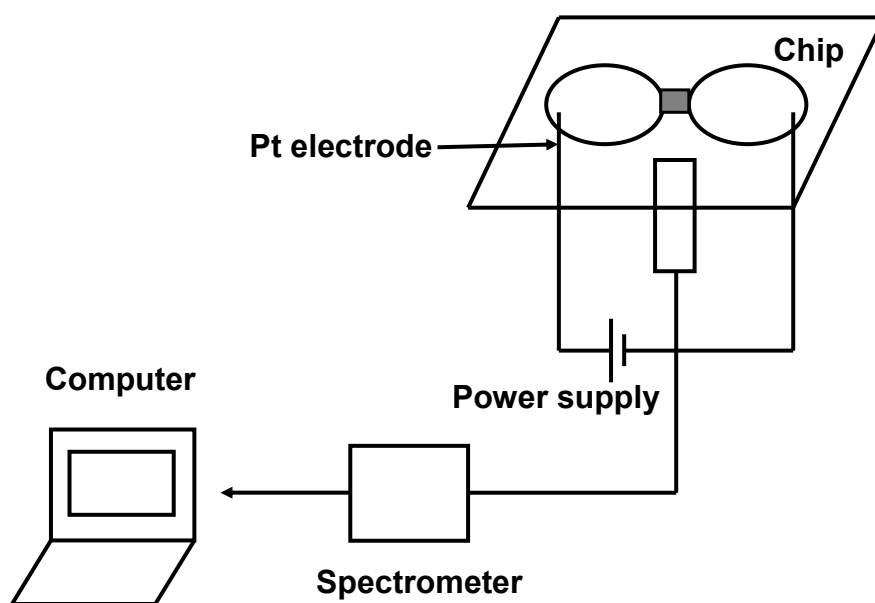 Chip
Pt electrode
Power supply
Computer
Spectrometer